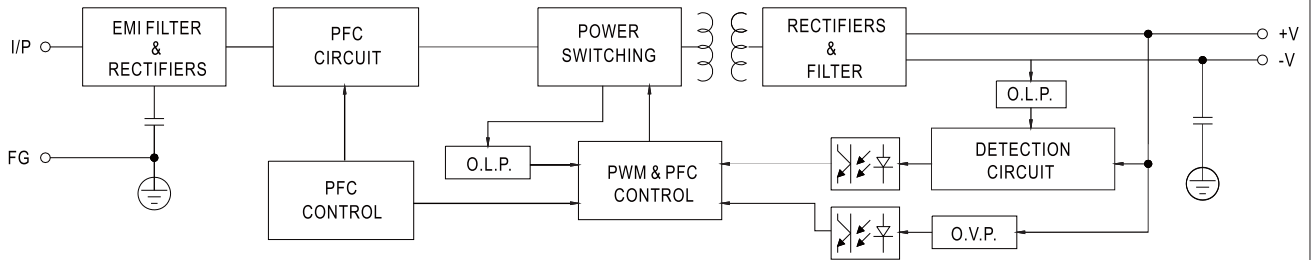 I/P
EMI FILTER
&
RECTIFIERS
PFC
CIRCUIT
POWER
SWITCHING
RECTIFIERS
&
FILTER
+V
-V
O.L.P.
FG
O.L.P.
PFC
CONTROL
PWM & PFC
CONTROL
DETECTION
CIRCUIT
O.V.P.